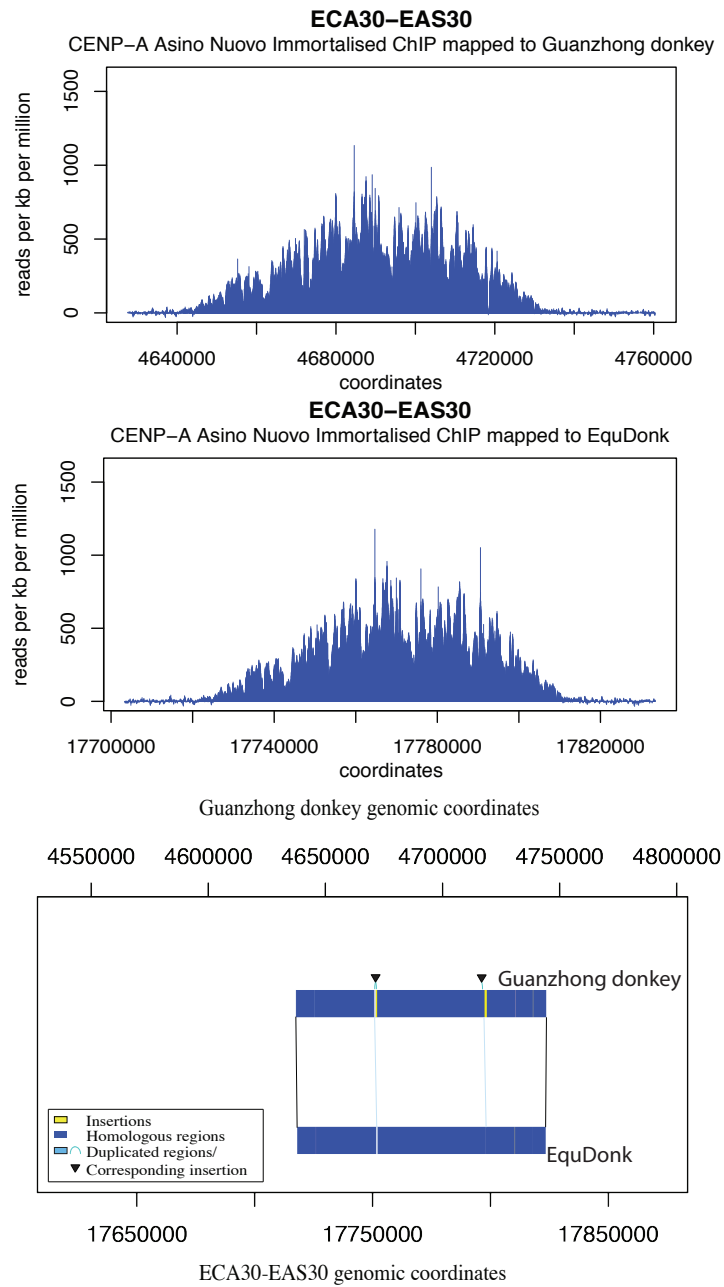 ECA30−EAS30
CENP−A Asino Nuovo Immortalised ChIP mapped to Guanzhong donkey
reads per kb per million
1500
1000
500
0
4640000 4680000 4720000 4760000
coordinates
ECA30−EAS30
CENP−A Asino Nuovo Immortalised ChIP mapped to EquDonk
reads per kb per million
1500
1000
500
0
17700000 17740000 17780000 17820000
coordinates
Guanzhong donkey genomic coordinates
4550000 4600000 4650000 4700000 4750000 4800000
Guanzhong donkey
Insertions
Homologous regions
Duplicated regions/
Corresponding insertion
EquDonk
17650000 17750000 17850000
ECA30-EAS30 genomic coordinates